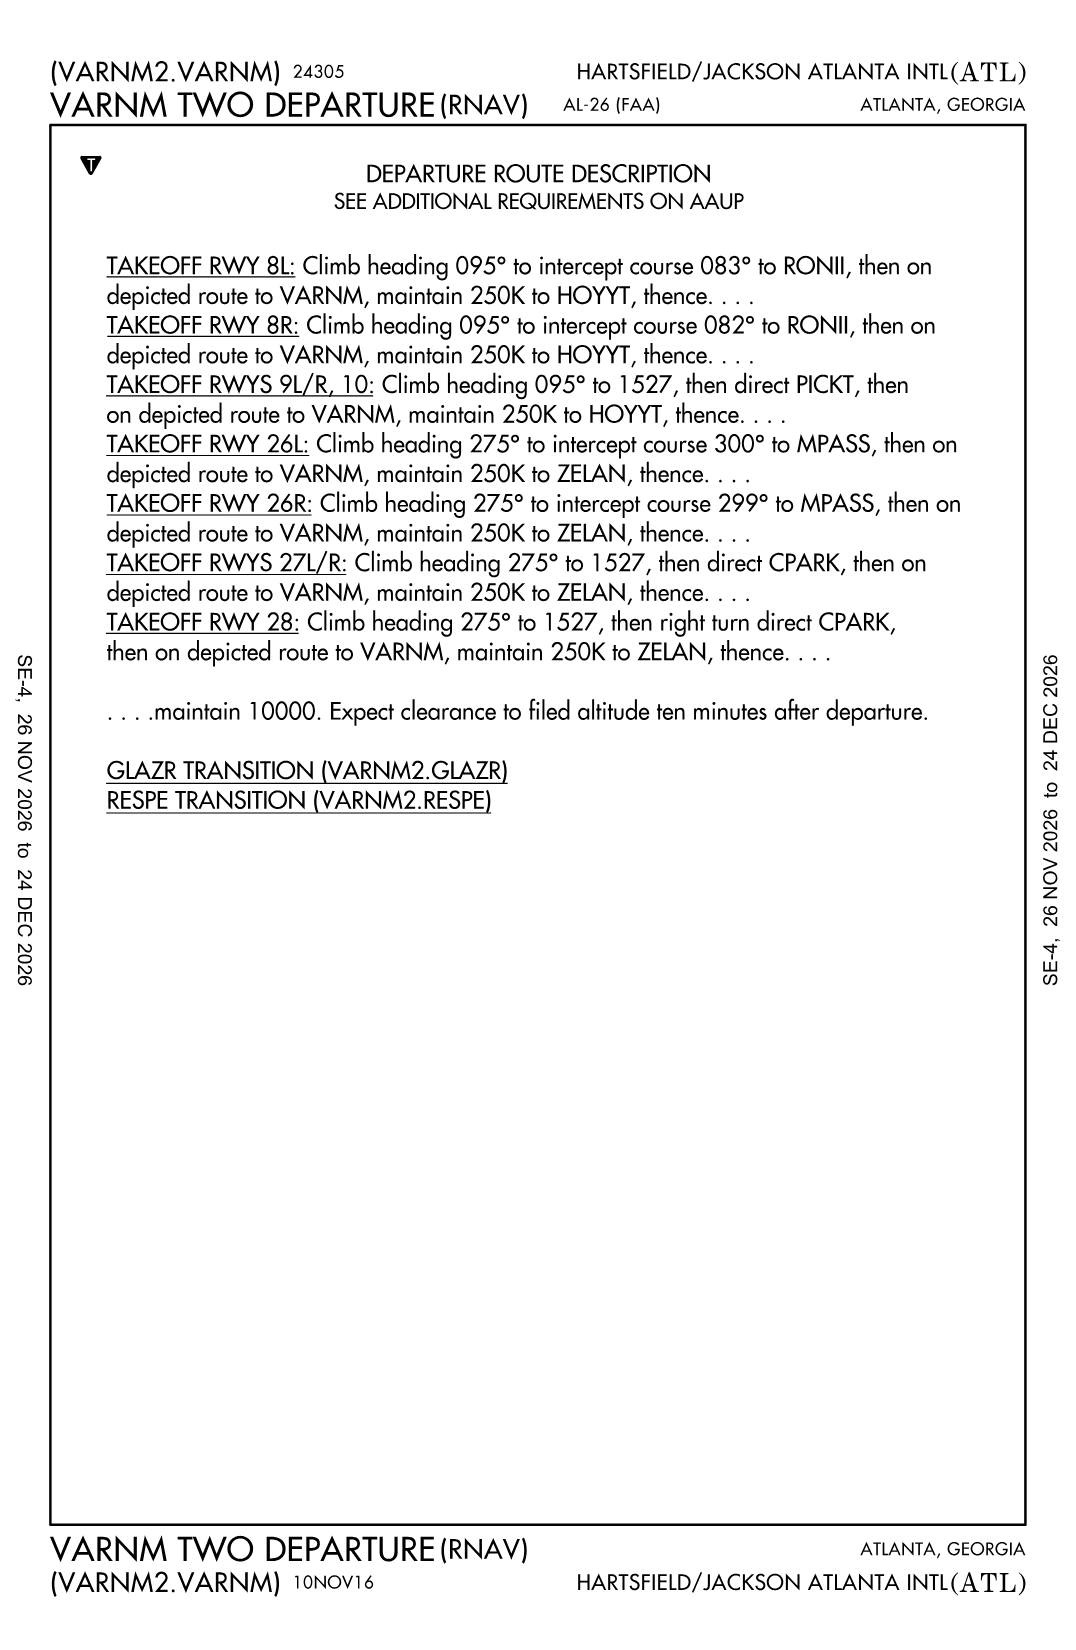 (VARNM2.VARNM) 24305
HARTSFIELD/JACKSON ATLANTA INTL(ATL)
VARNM TWO DEPARTURE(RNAV)
AL-26 (FAA)
ATLANTA, GEORGIA
T
DEPARTURE ROUTE DESCRIPTION
SEE ADDITIONAL REQUIREMENTS ON AAUP
TAKEOFF RWY 8L: Climb heading 095° to intercept course 083° to RONII, then on
depicted route to VARNM, maintain 250K to HOYYT, thence. . . .
TAKEOFF RWY 8R: Climb heading 095° to intercept course 082° to RONII, then on
depicted route to VARNM, maintain 250K to HOYYT, thence. . . .
TAKEOFF RWYS 9L/R, 10: Climb heading 095° to 1527, then direct PICKT, then
on depicted route to VARNM, maintain 250K to HOYYT, thence. . . .
TAKEOFF RWY 26L: Climb heading 275° to intercept course 300° to MPASS, then on
depicted route to VARNM, maintain 250K to ZELAN, thence. . . .
TAKEOFF RWY 26R: Climb heading 275° to intercept course 299° to MPASS, then on
depicted route to VARNM, maintain 250K to ZELAN, thence. . . .
TAKEOFF RWYS 27L/R: Climb heading 275° to 1527, then direct CPARK, then on
depicted route to VARNM, maintain 250K to ZELAN, thence. . . .
TAKEOFF RWY 28: Climb heading 275° to 1527, then right turn direct CPARK,
then on depicted route to VARNM, maintain 250K to ZELAN, thence. . . .
. . . .maintain 10000. Expect clearance to filed altitude ten minutes after departure.
GLAZR TRANSITION (VARNM2.GLAZR)
RESPE TRANSITION (VARNM2.RESPE)
SE-4, 26 NOV 2026 to 24 DEC 2026
SE-4, 26 NOV 2026 to 24 DEC 2026
VARNM TWO DEPARTURE(RNAV)
ATLANTA, GEORGIA
(VARNM2.VARNM) 10NOV16
HARTSFIELD/JACKSON ATLANTA INTL(ATL)